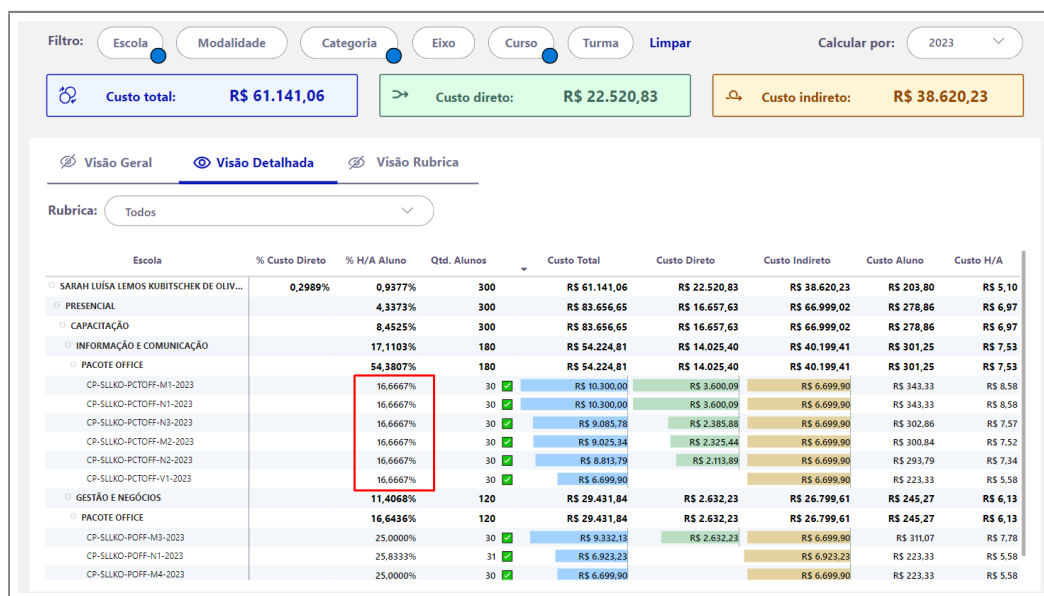 Filtro: Escola Modalidade Categoria Eixo Curso Turma Limpar Calcular por: 2023
Custo total: R$ 61.141,06 Custo direto: R$ 22.520,83 Custo indireto: R$ 38.620,23
Visão Geral Visão Detalhada Visão Rubrica
Rubrica: Todos
Escola % Custo Direto % H/A Aluno Qtd. Alunos Custo Total Custo Direto Custo Indireto Custo Aluno Custo H/A
SARAH LUÍSA LEMOS KUBITSCHEK DE OLIV... 0,2989% 0,9377% 300 R$ 61.141,06 R$ 22.520,83 R$ 38.620,23 R$ 203,80 R$ 5,10
PRESENCIAL 4,3373% 300 R$ 83.656,65 R$ 16.657,63 R$ 66.999,02 R$ 278,86 R$ 6,97
CAPACITAÇÃO 8,4525% 300 R$ 83.656,65 R$ 16.657,63 R$ 66.999,02 R$ 278,86 R$ 6,97
INFORMAÇÃO E COMUNICAÇÃO 17,1103% 180 R$ 54.224,81 R$ 14.025,40 R$ 40.199,41 R$ 301,25 R$ 7,53
PACOTE OFFICE 54,3807% 180 R$ 54.224,81 R$ 14.025,40 R$ 40.199,41 R$ 301,25 R$ 7,53
CP-SLLKO-PCTOFF-M1-2023 16,6667% 30 R$ 10.300,00 R$ 3.600,09 R$ 6.699,90 R$ 343,33 R$ 8,58
CP-SLLKO-PCTOFF-N1-2023 16,6667% 30 R$ 10.300,00 R$ 3.600,09 R$ 6.699,90 R$ 343,33 R$ 8,58
CP-SLLKO-PCTOFF-N3-2023 16,6667% 30 R$ 9.085,78 R$ 2.385,88 R$ 6.699,90 R$ 302,86 R$ 7,57
CP-SLLKO-PCTOFF-M2-2023 16,6667% 30 R$ 9.025,34 R$ 2.325,44 R$ 6.699,90 R$ 300,84 R$ 7,52
CP-SLLKO-PCTOFF-N2-2023 16,6667% 30 R$ 8.813,79 R$ 2.113,89 R$ 6.699,90 R$ 293,79 R$ 7,34
CP-SLLKO-PCTOFF-V1-2023 16,6667% 30 R$ 6.699,90 R$ 6.699,90 R$ 223,33 R$ 5,58
GESTÃO E NEGÓCIOS 11,4068% 120 R$ 29.431,84 R$ 2.632,23 R$ 26.799,61 R$ 245,27 R$ 6,13
PACOTE OFFICE 16,6436% 120 R$ 29.431,84 R$ 2.632,23 R$ 26.799,61 R$ 245,27 R$ 6,13
CP-SLLKO-POFF-M3-2023 25,0000% 30 R$ 9.332,13 R$ 2.632,23 R$ 6.699,90 R$ 311,07 R$ 7,78
CP-SLLKO-POFF-N1-2023 25,8333% 31 R$ 6.923,23 R$ 6.923,23 R$ 223,33 R$ 5,58
CP-SLLKO-POFF-M4-2023 25,0000% 30 R$ 6.699,90 R$ 6.699,90 R$ 223,33 R$ 5,58